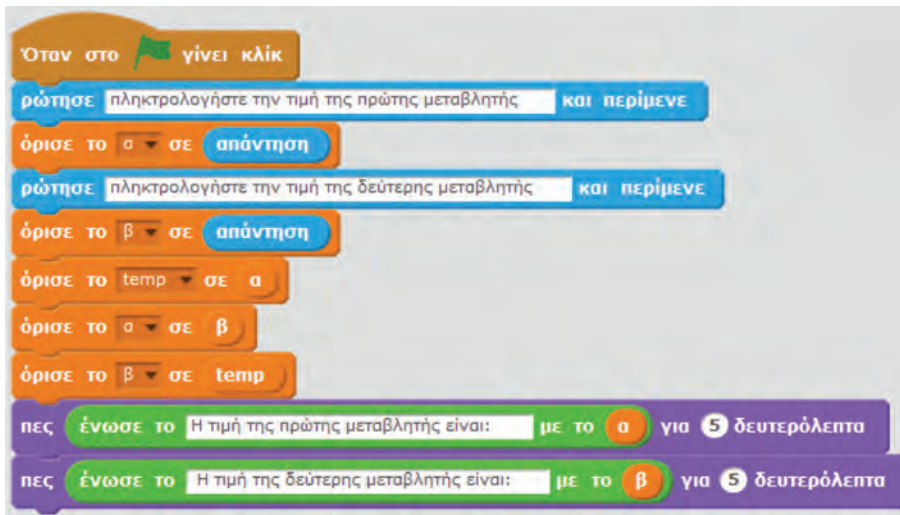 Όταν στο γίνει κλίκ
ρώτησε πληκτρολογήστε την τιμή της πρώτης μεταβλητής και περίμενε
όρισε το α σε απάντηση
ρώτησε πληκτρολογήστε την τιμή της δεύτερης μεταβλητής και περίμενε
όρισε το β σε απάντηση
όρισε το temp σε α
όρισε το α σε β
όρισε το β σε temp
πες ένωσε το Η τιμή της πρώτης μεταβλητής είναι: με το α για 5 δευτερόλεπτα
πες ένωσε το Η τιμή της δεύτερης μεταβλητής είναι: με το β για 5 δευτερόλεπτα